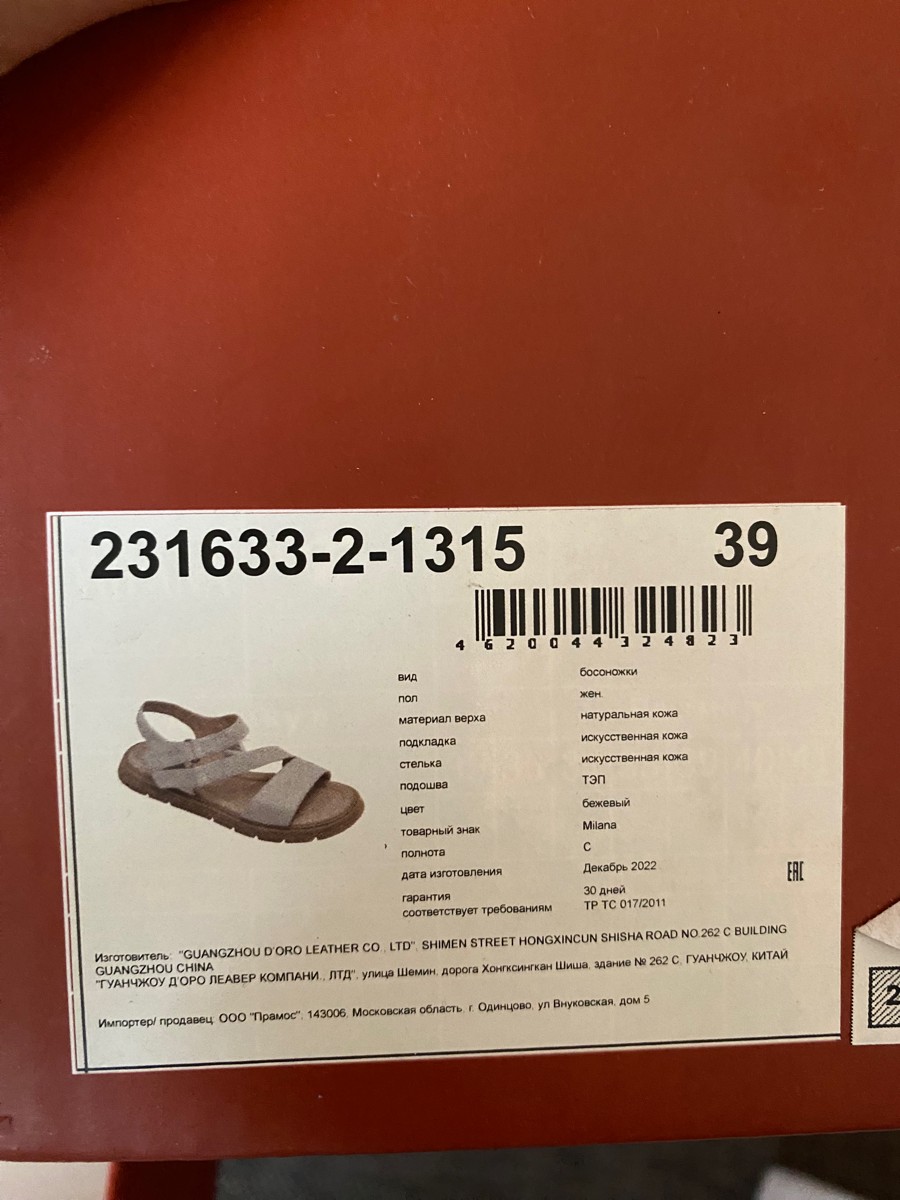 231633-2-1315 39
4 620044 324823
вид босоножки
пол жен.
материал верха натуральная кожа
подкладка искусственная кожа
стелька искусственная кожа
подошва ТЭП
цвет бежевый
товарный знак Milana
полнота С
дата изготовления Декабрь 2022
EAC
гарантия 30 дней
соответствует требованиям ТР ТС 017/2011
Изготовитель: "GUANGZHOU D'ORO LEATHER CO., LTD". SHIMEN STREET HONGXINCUN SHISHA ROAD NO.262 C BUILDING
GUANGZHOU CHINA
"ГУАНЧЖОУ Д'ОРО ЛЕАВЕР КОМПАНИ., ЛТД". улица Шемин, дорога Хонгксингкан Шиша, здание № 262 С, ГУАНЧЖОУ, КИТАЙ
Импортер/ продавец: ООО "Прамос", 143006, Московская область, г. Одинцово, ул Внуковская, дом 5
2